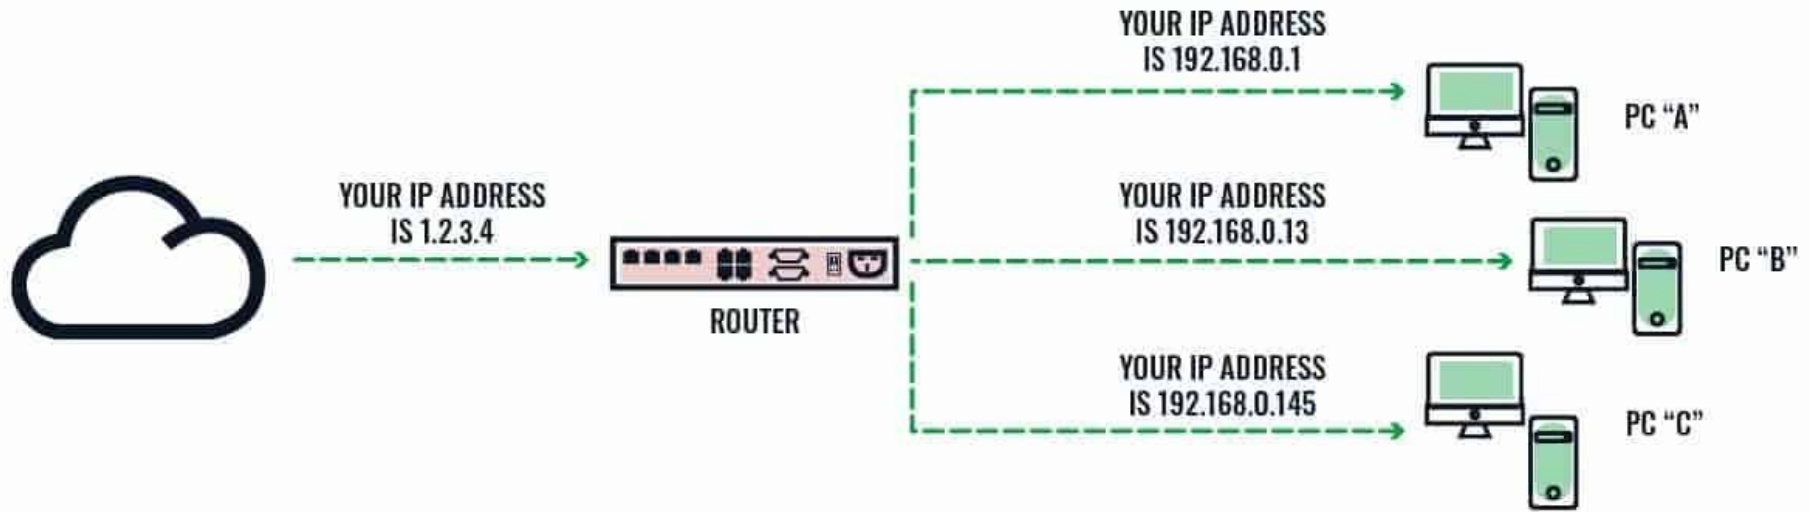 YOUR IP ADDRESS
IS 1.2.3.4
ROUTER
YOUR IP ADDRESS
IS 192.168.0.1
PC “A”
YOUR IP ADDRESS
IS 192.168.0.13
PC “B”
YOUR IP ADDRESS
IS 192.168.0.145
PC “C”